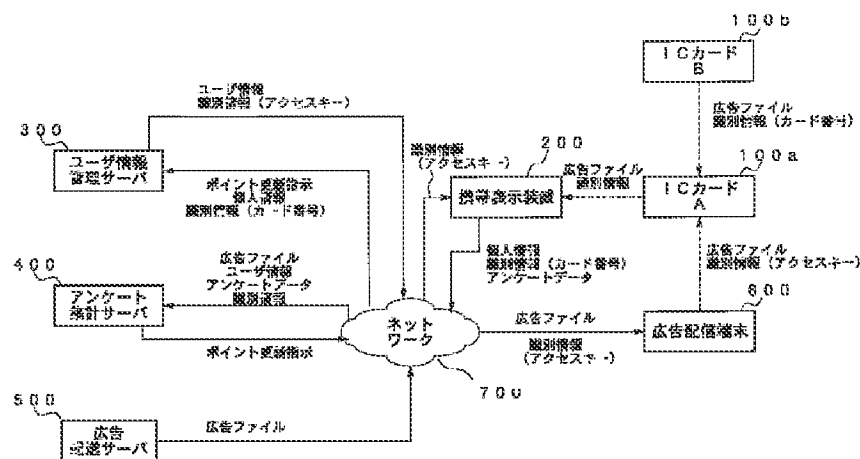 100b
ICカード
B
ユーザ情報
識別情報（アクセスキー）
広告ファイル
識別情報（カード番号）
300
ユーザ情報
管理サーバ
識別情報
（アクセスキー）
200
携帯表示装置
広告ファイル
識別情報
100a
ICカード
A
ポイント更新指示
個人情報
識別情報（カード番号）
400
アンケート
集計サーバ
広告ファイル
ユーザ情報
アンケートデータ
識別情報
個人情報
識別情報（カード番号）
アンケートデータ
広告ファイル
識別情報（アクセスキー）
600
広告配信端末
ネット
ワーク
広告ファイル
識別情報
（アクセスキー）
ポイント更新指示
700
500
広告
配送サーバ
広告ファイル